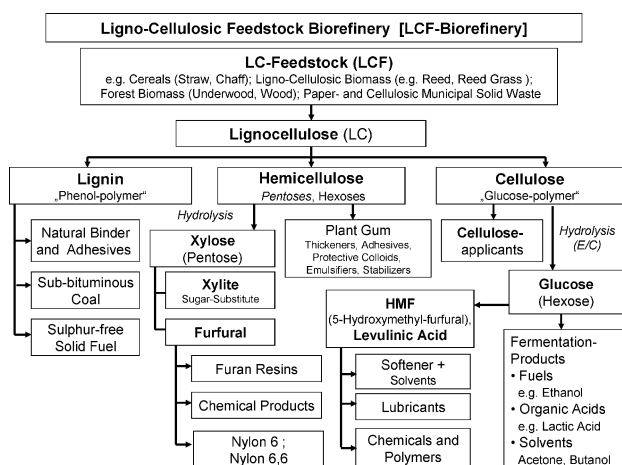 Ligno-Cellulosic Feedstock Biorefinery [LCF-Biorefinery]
LC-Feedstock (LCF)
e.g. Cereals (Straw, Chaff); Ligno-Cellulosic Biomass (e.g. Reed, Reed Grass );
Forest Biomass (Underwood, Wood); Paper- and Cellulosic Municipal Solid Waste
Lignocellulose (LC)
Lignin
„Phenol-polymer“
Hemicellulose
Pentoses, Hexoses
Cellulose
„Glucose-polymer“
Natural Binder
and Adhesives
Sub-bituminous
Coal
Sulphur-free
Solid Fuel
Hydrolysis
Xylose
(Pentose)
Xylite
Sugar-Substitute
Furfural
Furan Resins
Chemical Products
Nylon 6 ;
Nylon 6,6
Plant Gum
Thickeners, Adhesives,
Protective Colloids,
Emulsifiers, Stabilizers
Cellulose-
applicants
Hydrolysis
(E/C)
Glucose
(Hexose)
HMF
(5-Hydroxymethyl-furfural),
Levulinic Acid
Softener +
Solvents
Lubricants
Chemicals and
Polymers
Fermentation-
Products
• Fuels
e.g. Ethanol
• Organic Acids
e.g. Lactic Acid
• Solvents
Acetone, Butanol